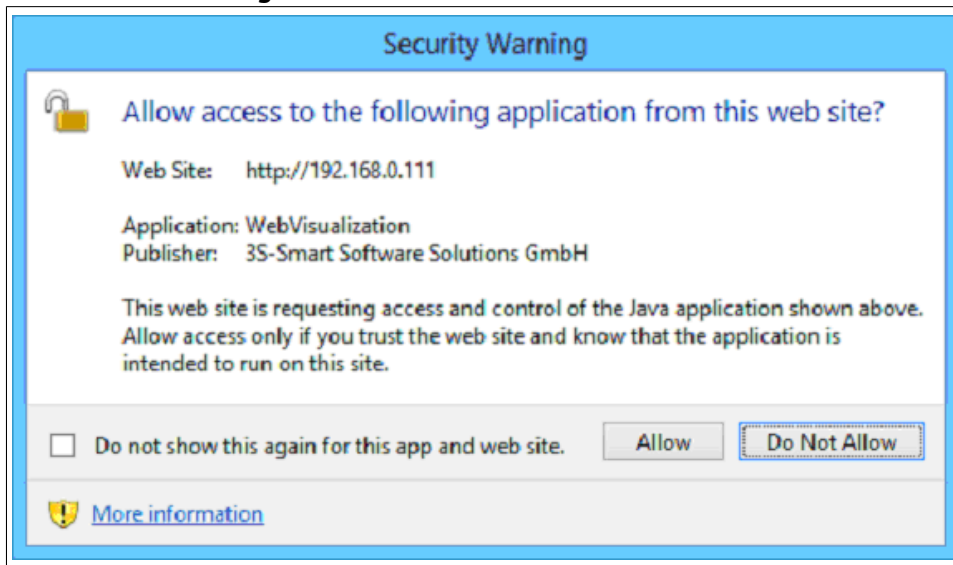 Security Warning
Allow access to the following application from this web site?
Web Site: http://192.168.0.111
Application: WebVisualization
Publisher: 3S-Smart Software Solutions GmbH
This web site is requesting access and control of the Java application shown above.
Allow access only if you trust the web site and know that the application is
intended to run on this site.
Do not show this again for this app and web site. Allow Do Not Allow
More information